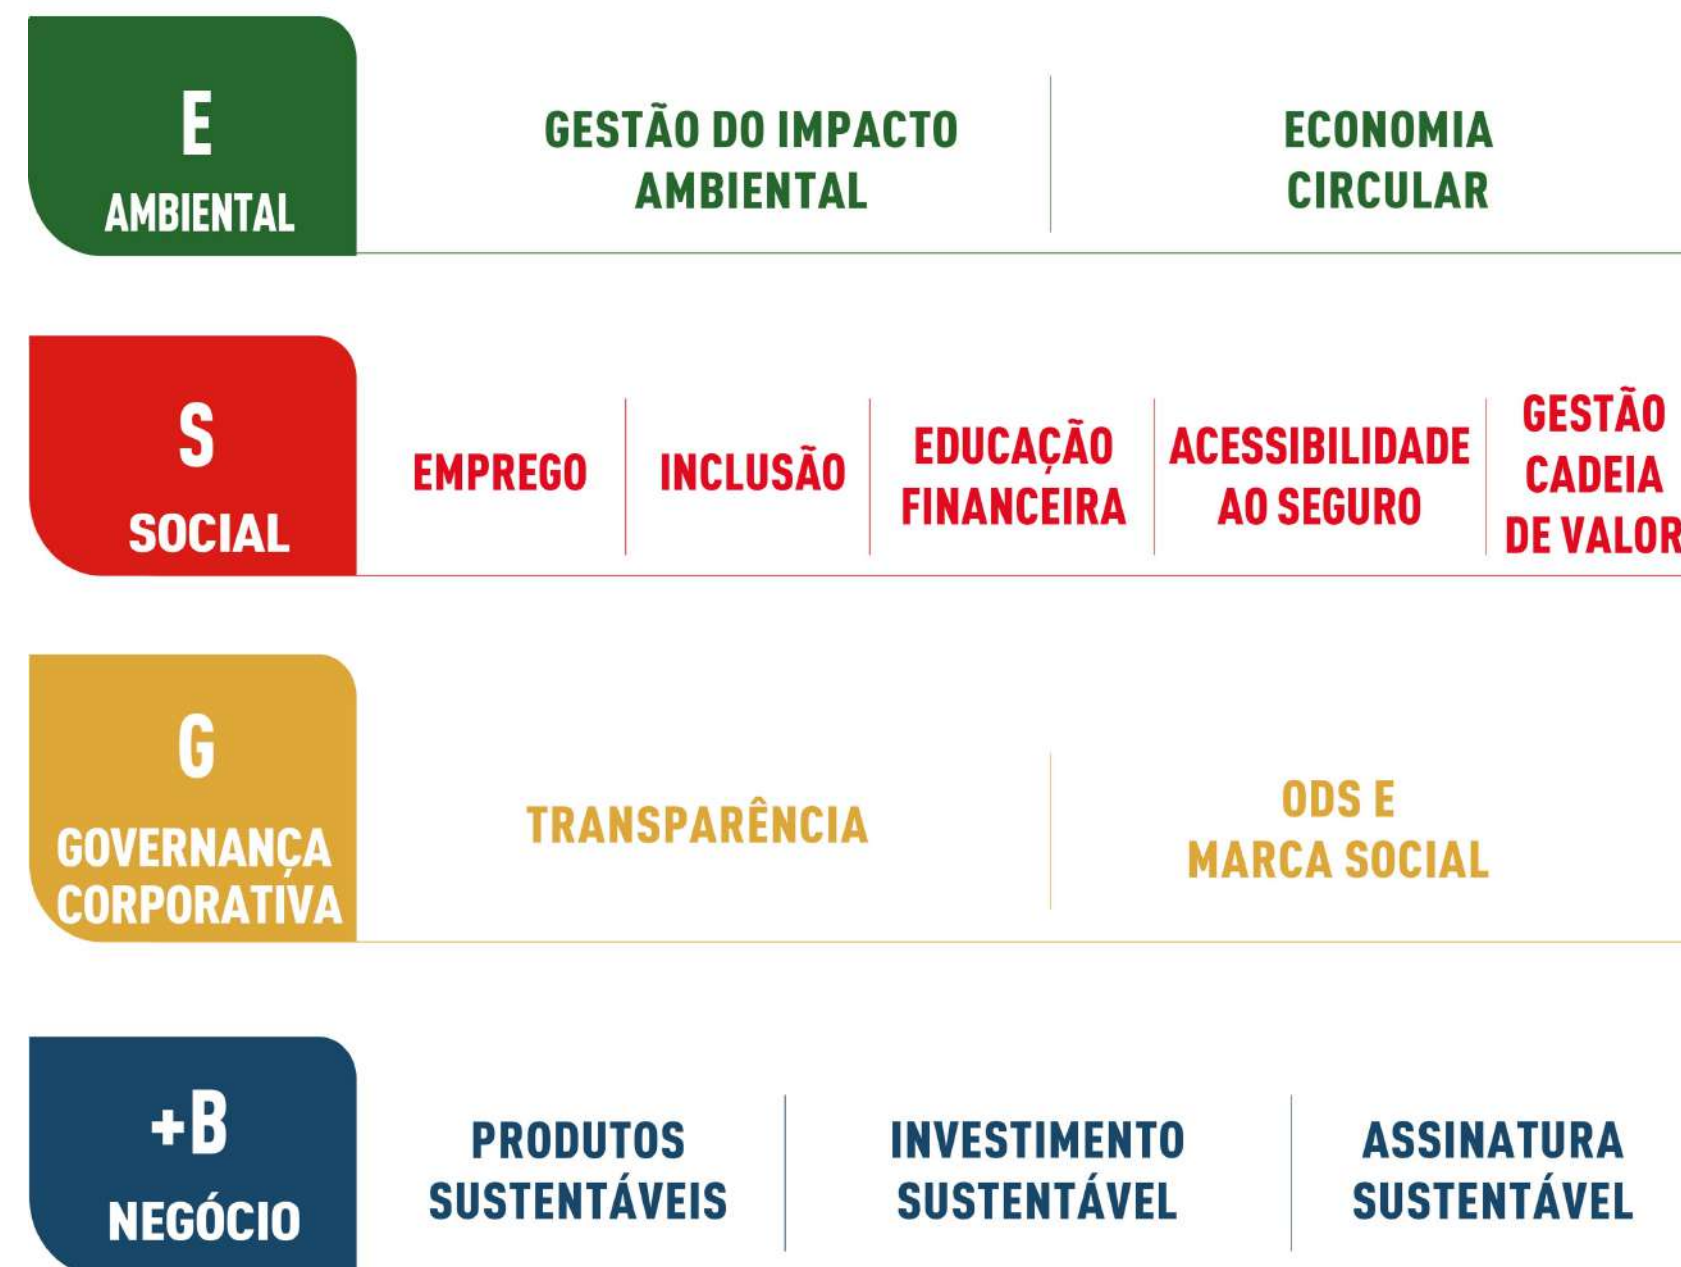 E
AMBIENTAL
GESTÃO DO IMPACTO
AMBIENTAL
ECONOMIA
CIRCULAR
S
SOCIAL
EMPREGO
INCLUSÃO
EDUCAÇÃO
FINANCEIRA
ACESSIBILIDADE
AO SEGURO
GESTÃO
CADEIA
DE VALOR
G
GOVERNANÇA
CORPORATIVA
TRANSPARÊNCIA
ODS E
MARCA SOCIAL
+B
NEGÓCIO
PRODUTOS
SUSTENTÁVEIS
INVESTIMENTO
SUSTENTÁVEL
ASSINATURA
SUSTENTÁVEL